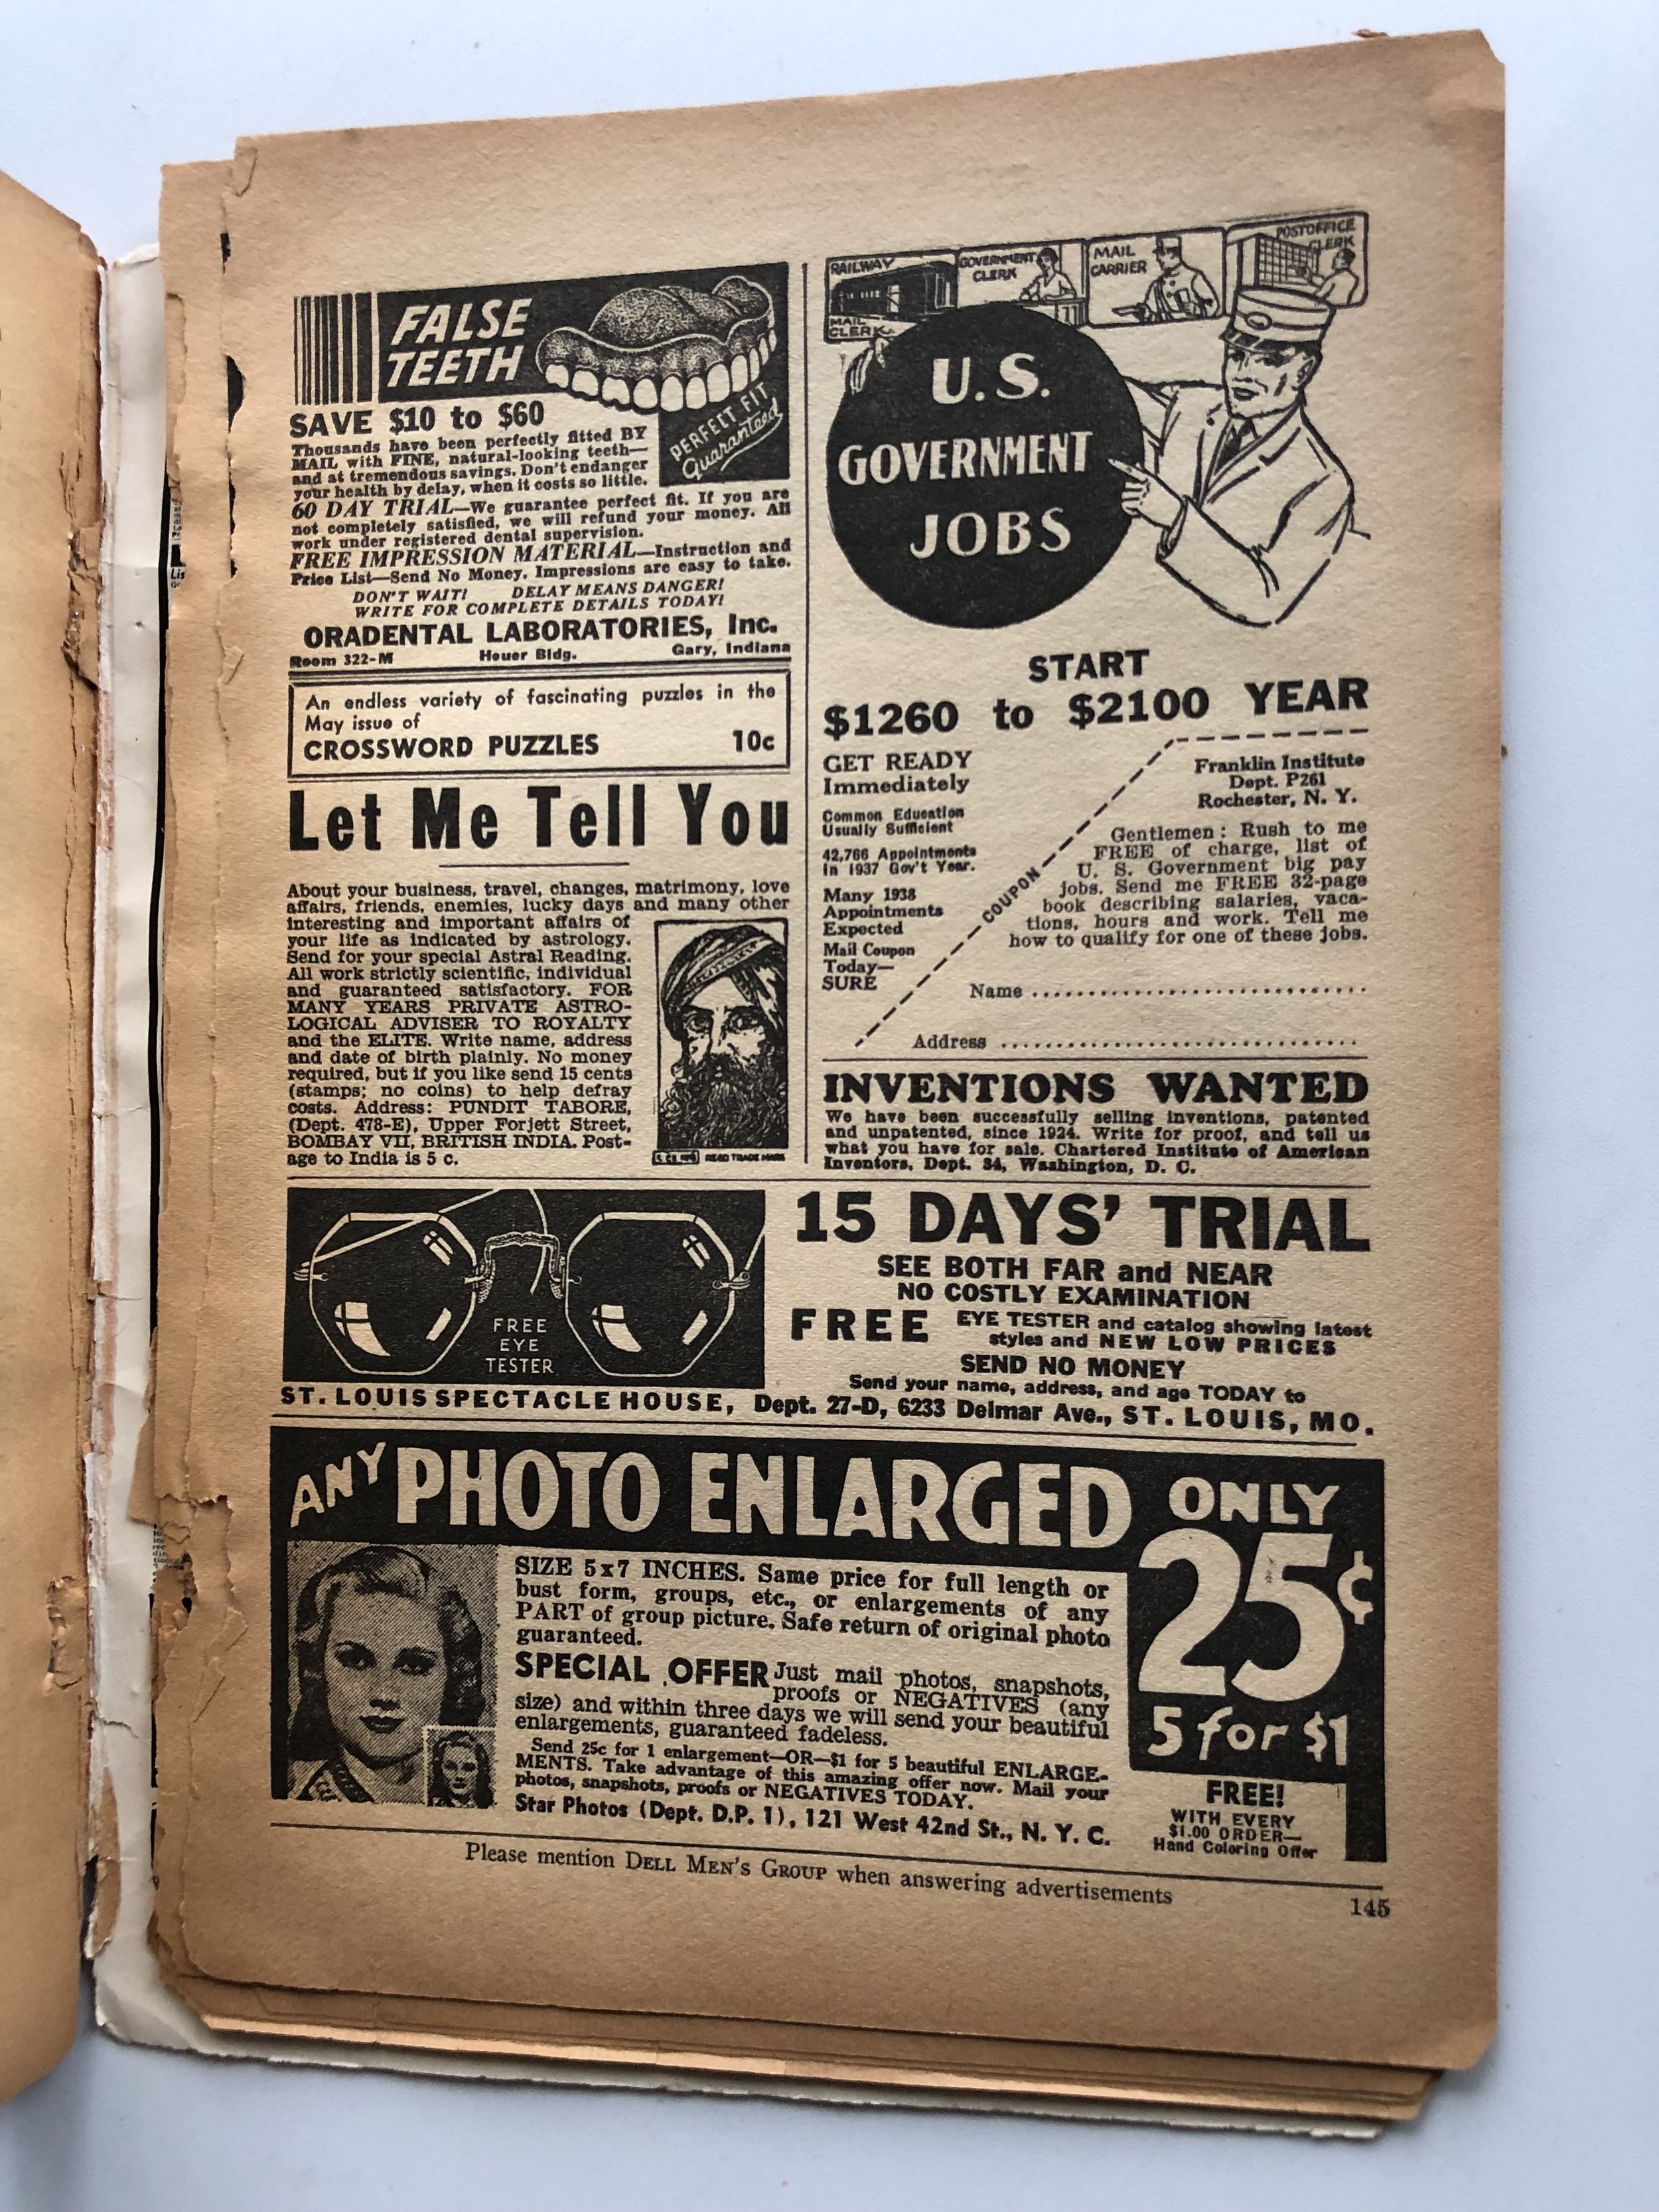 FALSE
TEETH
PERFECT FIT
Guaranteed
SAVE $10 to $60
Thousands have been perfectly fitted BY
MAIL with FINE, natural-looking teeth—
and at tremendous savings. Don't endanger
your health by delay, when it costs so little.
60 DAY TRIAL—We guarantee perfect fit. If you are
not completely satisfied, we will refund your money. All
work under registered dental supervision.
FREE IMPRESSION MATERIAL—Instruction and
Price List—Send No Money. Impressions are easy to take.
DON'T WAIT! DELAY MEANS DANGER!
WRITE FOR COMPLETE DETAILS TODAY!
ORADENTAL LABORATORIES, Inc.
Room 322-M Heuer Bldg. Gary, Indiana
An endless variety of fascinating puzzles in the
May issue of
CROSSWORD PUZZLES 10c
Let Me Tell You
About your business, travel, changes, matrimony, love
affairs, friends, enemies, lucky days and many other
interesting and important affairs of
your life as indicated by astrology.
Send for your special Astral Reading.
All work strictly scientific, individual
and guaranteed satisfactory. FOR
MANY YEARS PRIVATE ASTRO-
LOGICAL ADVISER TO ROYALTY
and the ELITE. Write name, address
and date of birth plainly. No money
required, but if you like send 15 cents
(stamps; no coins) to help defray
costs. Address: PUNDIT TABORE,
(Dept. 478-E), Upper Forjett Street,
BOMBAY VII, BRITISH INDIA. Post-
age to India is 5 c.
REGD TRADE MARK
RAILWAY
MAIL
CLERK
GOVERNMENT
CLERK
MAIL
CARRIER
POSTOFFICE
CLERK
U.S.
GOVERNMENT
JOBS
START
$1260 to $2100 YEAR
GET READY
Immediately
Common Education
Usually Sufficient
42,766 Appointments
in 1937 Gov't Year.
Many 1938
Appointments
Expected
Mail Coupon
Today—
SURE
COUPON
Franklin Institute
Dept. P261
Rochester, N. Y.
Gentlemen: Rush to me
FREE of charge, list of
U. S. Government big pay
jobs. Send me FREE 32-page
book describing salaries, vaca-
tions, hours and work. Tell me
how to qualify for one of these jobs.
Name ..............................
Address ................................
INVENTIONS WANTED
We have been successfully selling inventions, patented
and unpatented, since 1924. Write for proof, and tell us
what you have for sale. Chartered Institute of American
Inventors, Dept. 34, Washington, D. C.
FREE
EYE
TESTER
15 DAYS' TRIAL
SEE BOTH FAR and NEAR
NO COSTLY EXAMINATION
FREE EYE TESTER and catalog showing latest
styles and NEW LOW PRICES
SEND NO MONEY
Send your name, address, and age TODAY to
ST. LOUIS SPECTACLE HOUSE, Dept. 27-D, 6233 Delmar Ave., ST. LOUIS, MO.
ANY PHOTO ENLARGED
ONLY
25¢
5 for $1
SIZE 5x7 INCHES. Same price for full length or
bust form, groups, etc., or enlargements of any
PART of group picture. Safe return of original photo
guaranteed.
SPECIAL OFFER Just mail photos, snapshots,
proofs or NEGATIVES (any
size) and within three days we will send your beautiful
enlargements, guaranteed fadeless.
Send 25c for 1 enlargement—OR—$1 for 5 beautiful ENLARGE-
MENTS. Take advantage of this amazing offer now. Mail your
photos, snapshots, proofs or NEGATIVES TODAY.
Star Photos (Dept. D.P. 1), 121 West 42nd St., N. Y. C.
FREE!
WITH EVERY
$1.00 ORDER—
Hand Coloring Offer
Please mention DELL MEN'S GROUP when answering advertisements
145